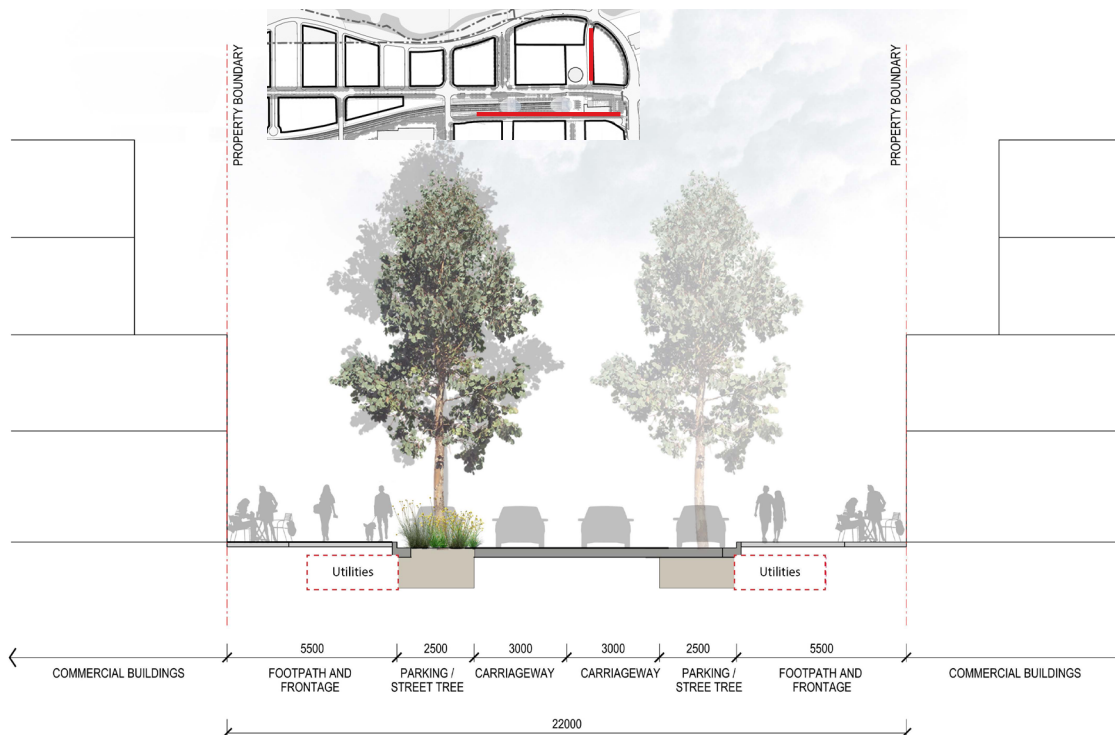 PROPERTY BOUNDARY
PROPERTY BOUNDARY
Utilities
Utilities
5500
2500
3000
3000
2500
5500
COMMERCIAL BUILDINGS
FOOTPATH AND
FRONTAGE
PARKING /
STREET TREE
CARRIAGEWAY
CARRIAGEWAY
PARKING /
STREE TREE
FOOTPATH AND
FRONTAGE
COMMERCIAL BUILDINGS
22000